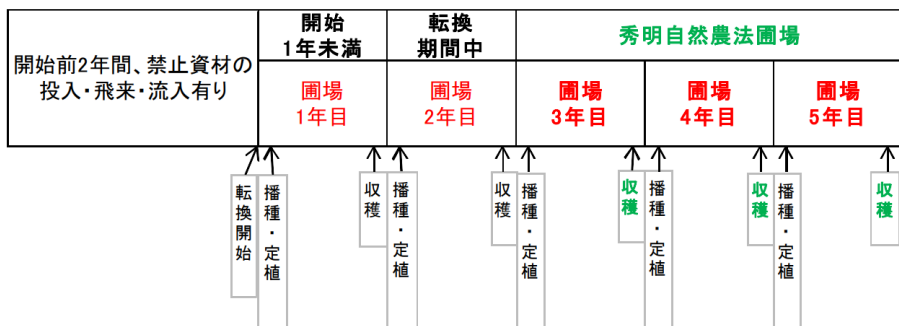 開始前2年間、禁止資材の
投入・飛来・流入有り
開始
1年未満
転換
期間中
秀明自然農法圃場
圃場
1年目
圃場
2年目
圃場
3年目
圃場
4年目
圃場
5年目
転換開始
播種・定植
収穫
播種・定植
収穫
播種・定植
収穫
播種・定植
収穫
播種・定植
収穫